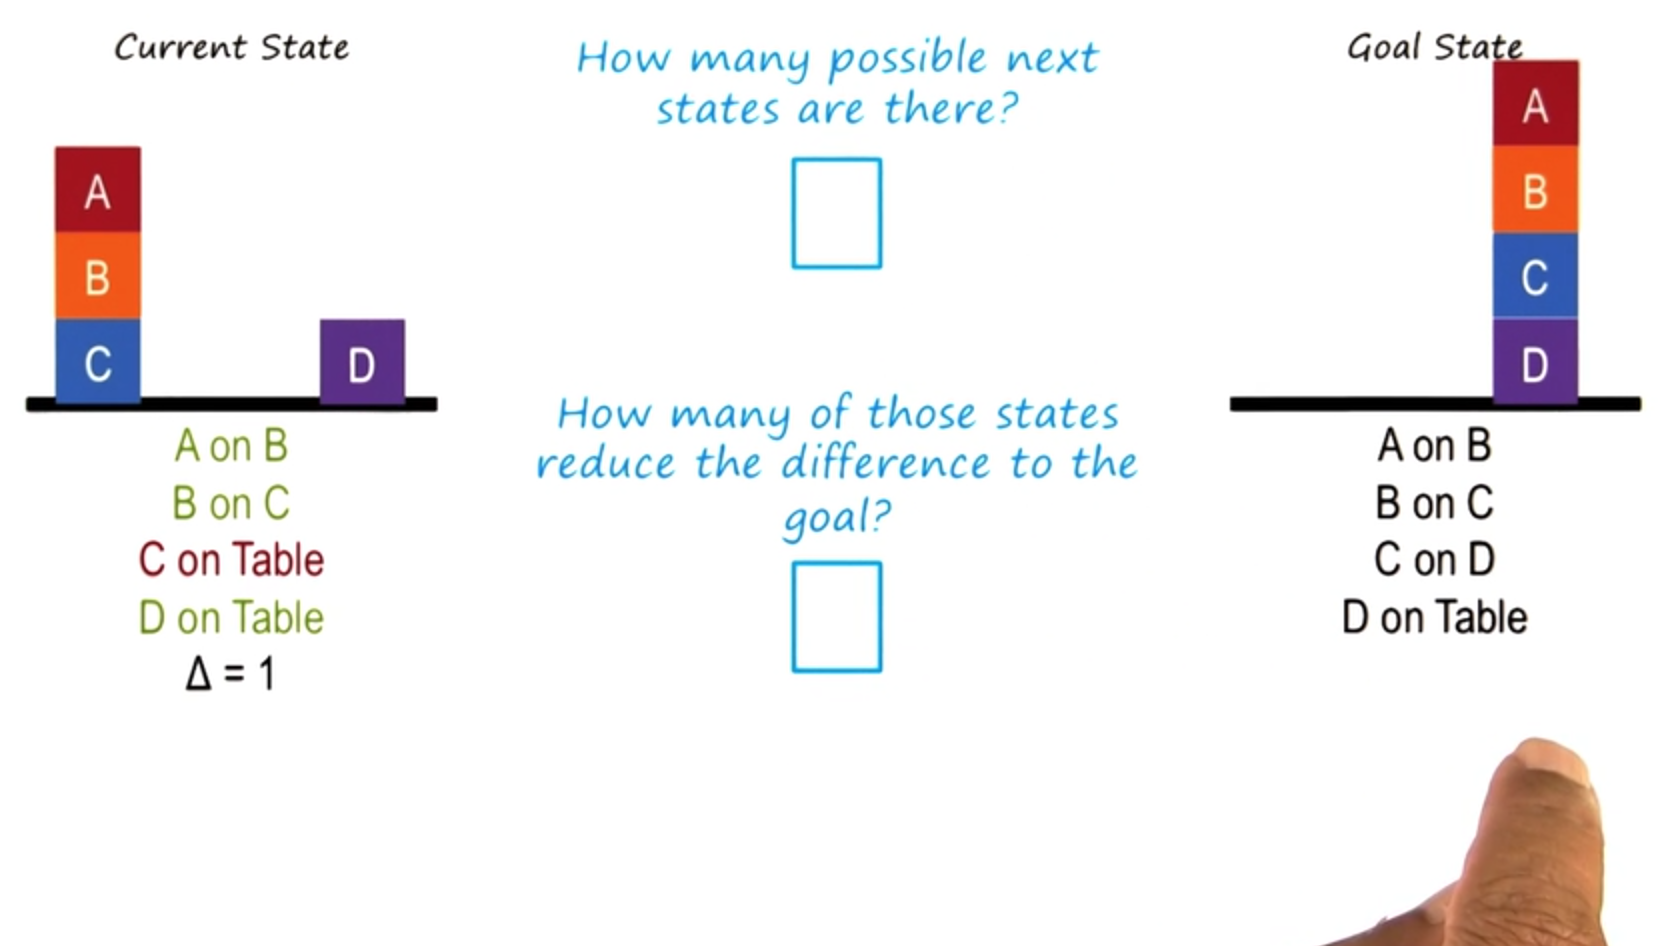 Current State
A
B
C
D
A on B
B on C
C on Table
D on Table
Δ = 1
How many possible next
states are there?
How many of those states
reduce the difference to the
goal?
Goal State
A
B
C
D
A on B
B on C
C on D
D on Table